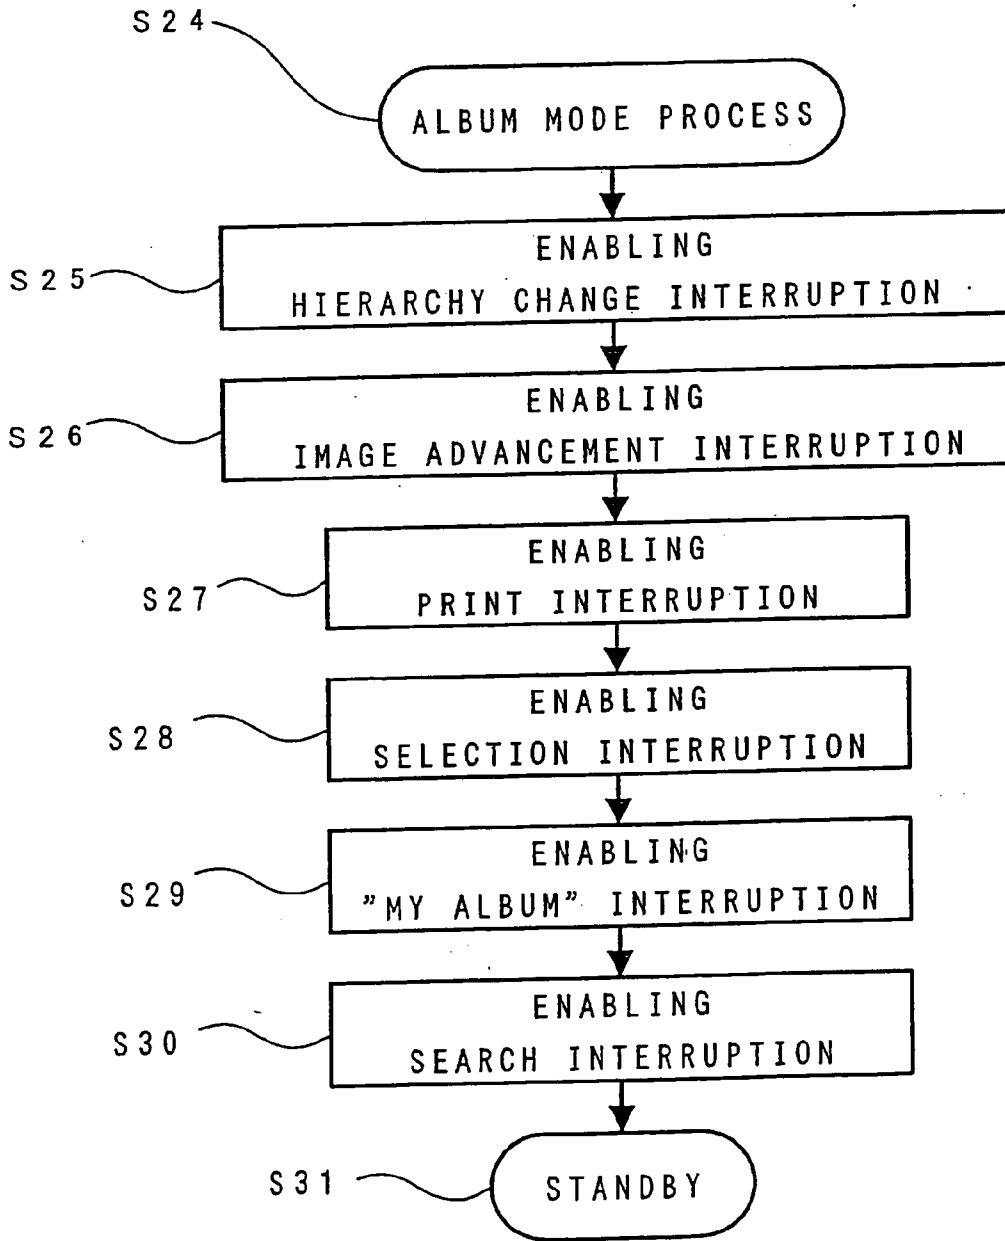 S24
ALBUM MODE PROCESS
ENABLING
S25
HIERARCHY CHANGE INTERRUPTION
ENABLING
S26
IMAGE ADVANCEMENT INTERRUPTION
ENABLING
S27
PRINT INTERRUPTION
ENABLING
S28
SELECTION INTERRUPTION
ENABLING
S29
"MY ALBUM" INTERRUPTION
ENABLING
S30
SEARCH INTERRUPTION
S31
STANDBY